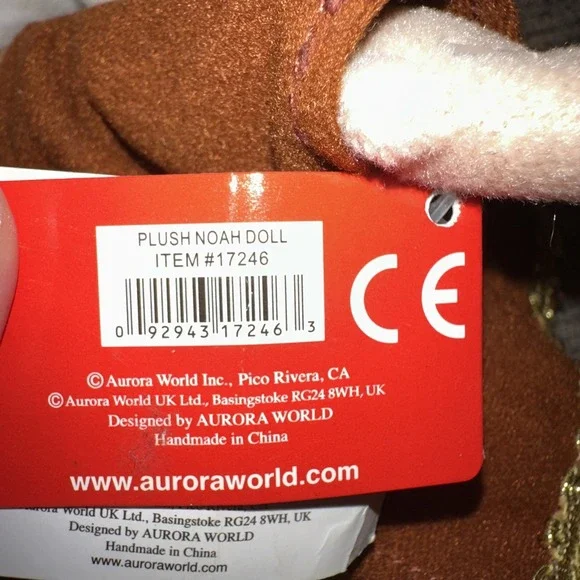 PLUSH NOAH DOLL
ITEM #17246
0 92943 17246 3
CE
© Aurora World Inc., Pico Rivera, CA
© Aurora World UK Ltd., Basingstoke RG24 8WH, UK
Designed by AURORA WORLD
Handmade in China
www.auroraworld.com
World UK Ltd., Basingstoke RG24 8WH, UK
Designed by AURORA WORLD
Handmade in China
www.auroraworld.com